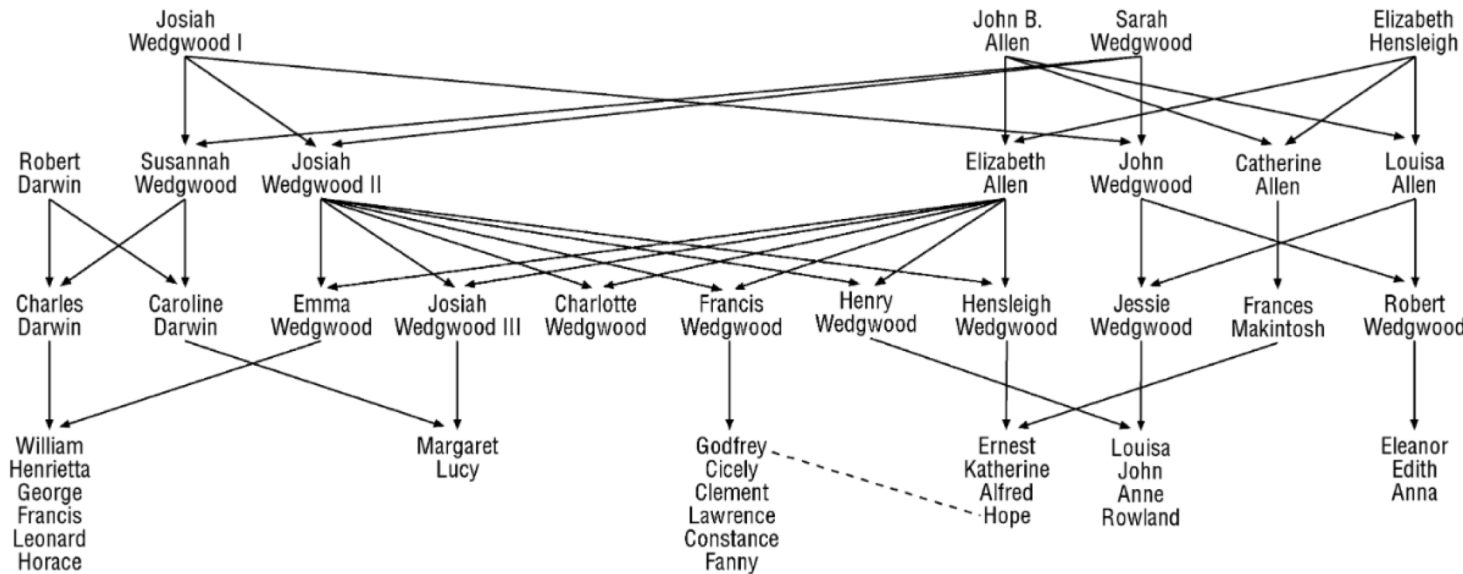 Josiah
Wedgwood I
John B.
Allen
Sarah
Wedgwood
Elizabeth
Hensleigh
Robert
Darwin
Susannah
Wedgwood
Josiah
Wedgwood II
Elizabeth
Allen
John
Wedgwood
Catherine
Allen
Louisa
Allen
Charles
Darwin
Caroline
Darwin
Emma
Wedgwood
Josiah
Wedgwood III
Charlotte
Wedgwood
Francis
Wedgwood
Henry
Wedgwood
Hensleigh
Wedgwood
Jessie
Wedgwood
Frances
Makintosh
Robert
Wedgwood
William
Henrietta
George
Francis
Leonard
Horace
Margaret
Lucy
Godfrey
Cicely
Clement
Lawrence
Constance
Fanny
Ernest
Katherine
Alfred
Hope
Louisa
John
Anne
Rowland
Eleanor
Edith
Anna